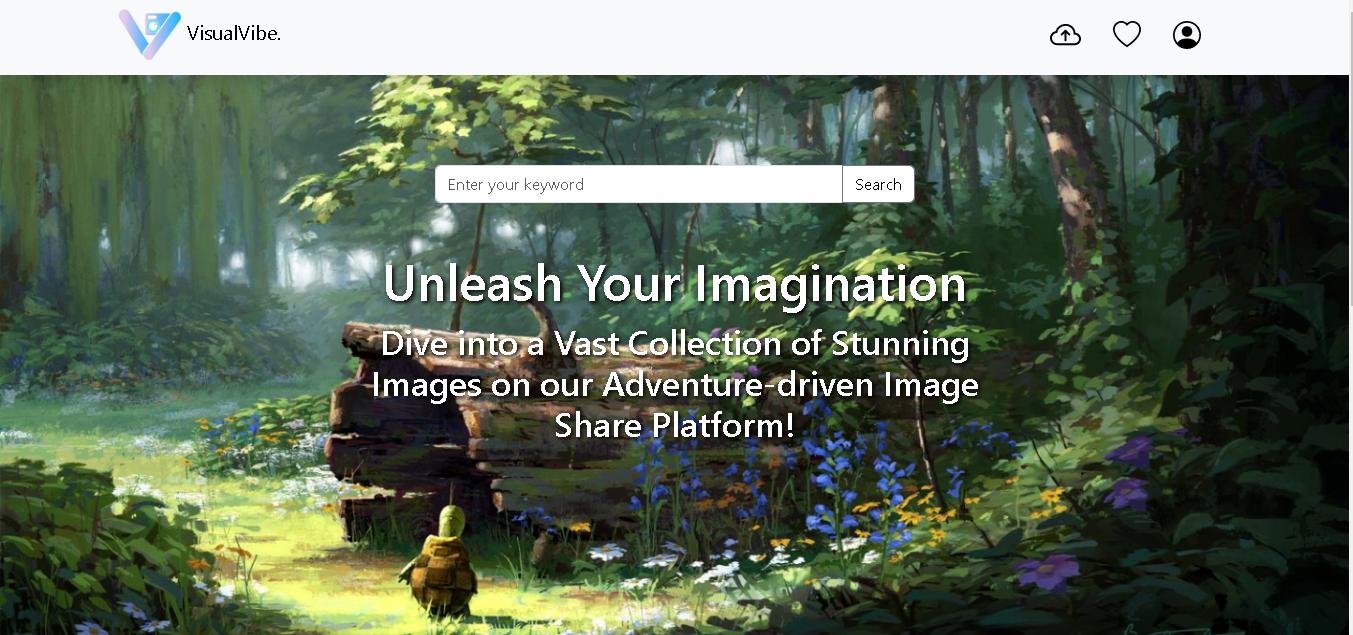 VisualVibe.
Enter your keyword
Search
Unleash Your Imagination
Dive into a Vast Collection of Stunning
Images on our Adventure-driven Image
Share Platform!